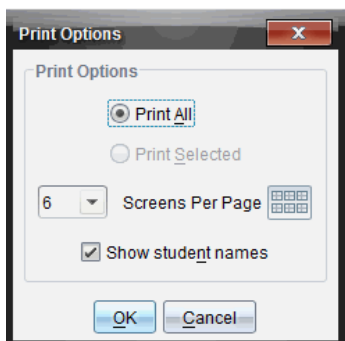 Print Options
Print Options
Print All
Print Selected
6 Screens Per Page
Show student names
OK Cancel